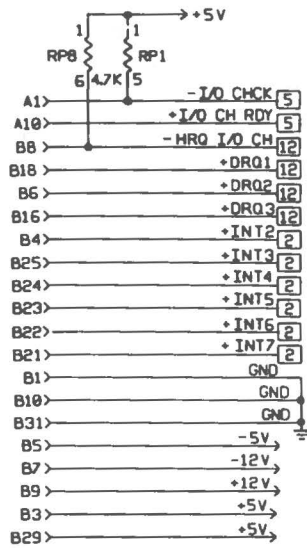 +5V
1 1
RP8 RP1
6 4.7K 5
A1 -I/O CHCK 5
A10 +I/O CH RDY 5
B8 -HRQ I/O CH 12
B18 +DRQ1 12
B6 +DRQ2 12
B16 +DRQ3 12
B4 +INT2 2
B25 +INT3 2
B24 +INT4 2
B23 +INT5 2
B22 +INT6 2
B21 +INT7 2
B1 GND
B10 GND
B31 GND
B5 -5V
B7 -12V
B9 +12V
B3 +5V
B29 +5V